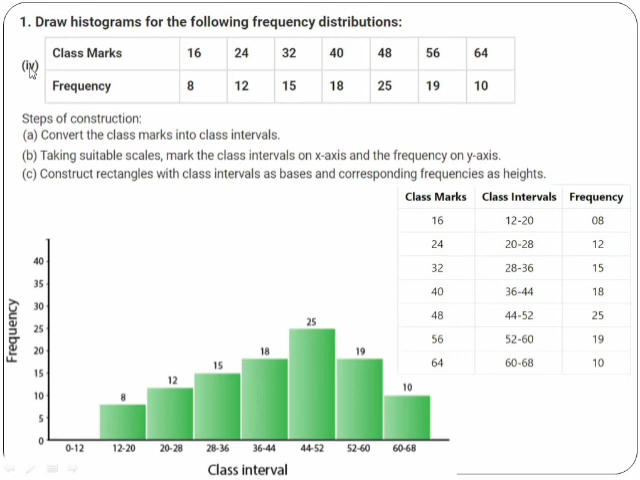 1. Draw histograms for the following frequency distributions:
(iv)
Class Marks 16 24 32 40 48 56 64
Frequency 8 12 15 18 25 19 10
Steps of construction:
(a) Convert the class marks into class intervals.
(b) Taking suitable scales, mark the class intervals on x-axis and the frequency on y-axis.
(c) Construct rectangles with class intervals as bases and corresponding frequencies as heights.
Class Marks Class Intervals Frequency
16 12-20 08
24 20-28 12
32 28-36 15
40 36-44 18
48 44-52 25
56 52-60 19
64 60-68 10
Frequency
40
35
30
25
20
15
10
5
0
8 12 15 18 25 19 10
0-12 12-20 20-28 28-36 36-44 44-52 52-60 60-68
Class interval